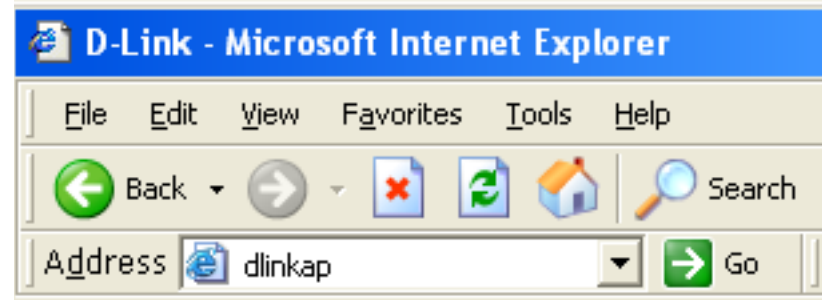 D-Link - Microsoft Internet Explorer
File Edit View Favorites Tools Help
Back Search
Address dlinkap Go